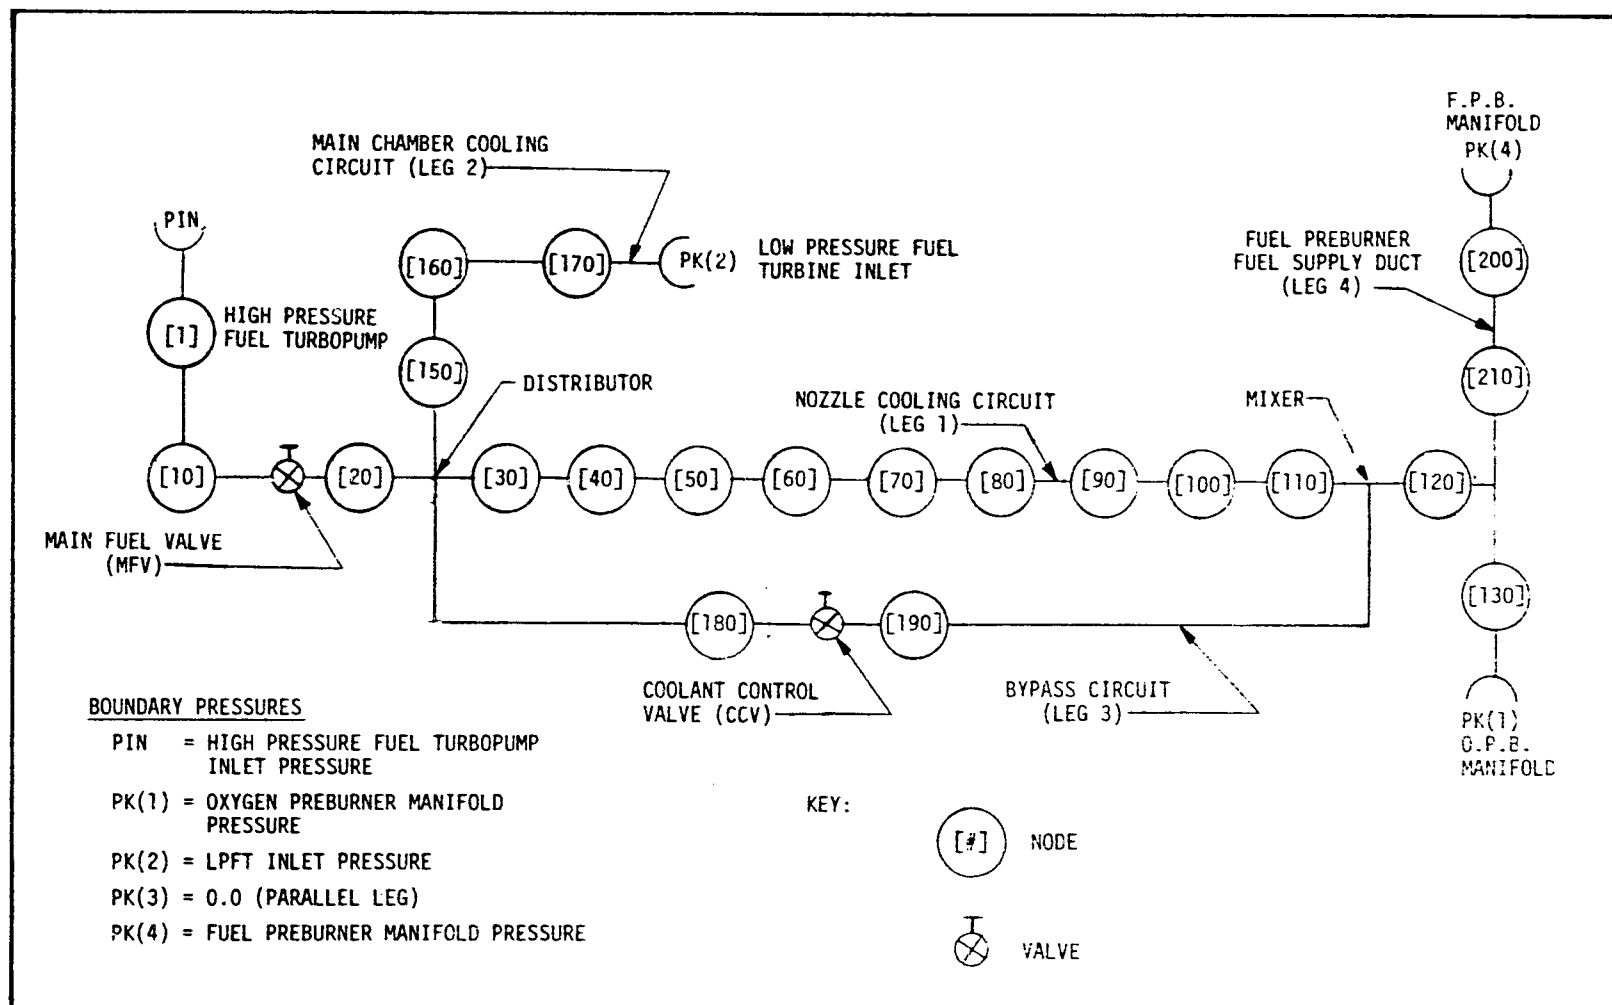 F.P.B.
MANIFOLD
PK(4)
MAIN CHAMBER COOLING
CIRCUIT (LEG 2)
PIN
[160]
[170]
PK(2)
LOW PRESSURE FUEL
TURBINE INLET
FUEL PREBURNER
FUEL SUPPLY DUCT
(LEG 4)
[200]
[1]
HIGH PRESSURE
FUEL TURBOPUMP
[150]
DISTRIBUTOR
NOZZLE COOLING CIRCUIT
(LEG 1)
MIXER
[210]
[10]
[20]
[30]
[40]
[50]
[60]
[70]
[80]
[90]
[100]
[110]
[120]
MAIN FUEL VALVE
(MFV)
[130]
[180]
[190]
COOLANT CONTROL
VALVE (CCV)
BYPASS CIRCUIT
(LEG 3)
PK(1)
O.P.B.
MANIFOLD
BOUNDARY PRESSURES
PIN = HIGH PRESSURE FUEL TURBOPUMP
INLET PRESSURE
PK(1) = OXYGEN PREBURNER MANIFOLD
PRESSURE
PK(2) = LPFT INLET PRESSURE
PK(3) = 0.0 (PARALLEL LEG)
PK(4) = FUEL PREBURNER MANIFOLD PRESSURE
KEY:
[#] NODE
VALVE